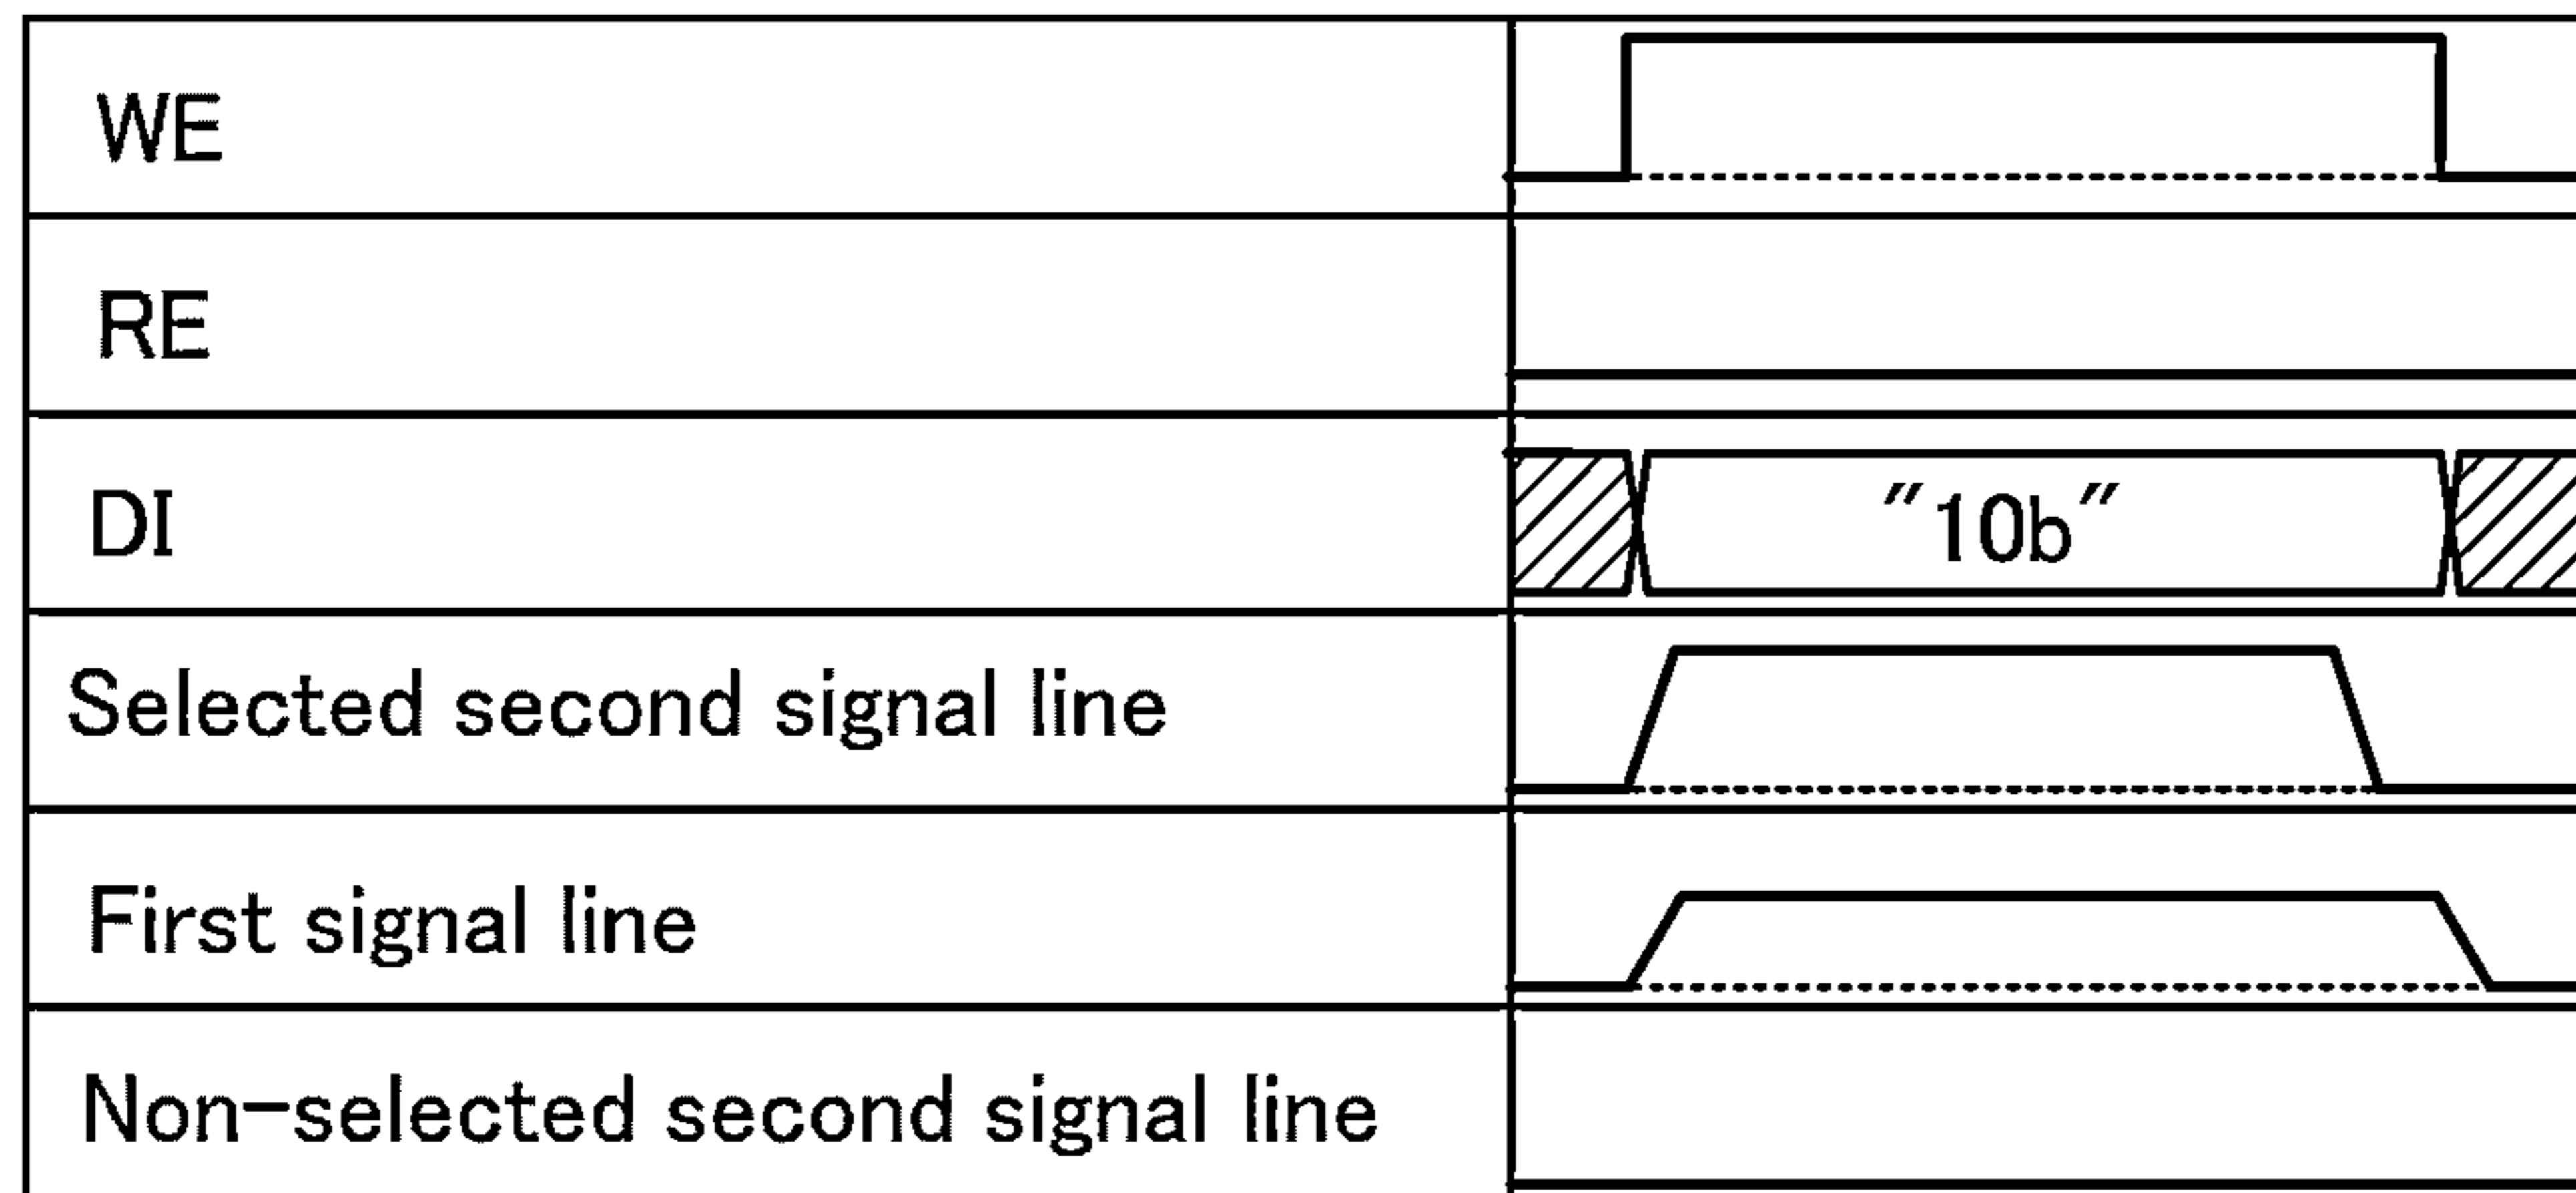 WE
RE
DI
"10b"
Selected second signal line
First signal line
Non-selected second signal line